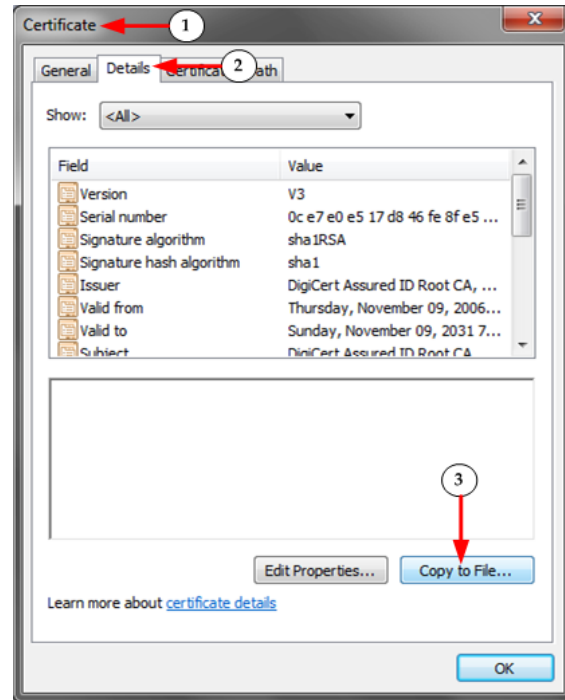 Certificate
1
General Details Certificat 2 ath
Show: <All>
Field Value
Version V3
Serial number 0c e7 e0 e5 17 d8 46 fe 8f e5 ...
Signature algorithm sha1RSA
Signature hash algorithm sha1
Issuer DigiCert Assured ID Root CA, ...
Valid from Thursday, November 09, 2006...
Valid to Sunday, November 09, 2031 7...
Subject DigiCert Assured ID Root CA
3
Edit Properties... Copy to File...
Learn more about certificate details
OK